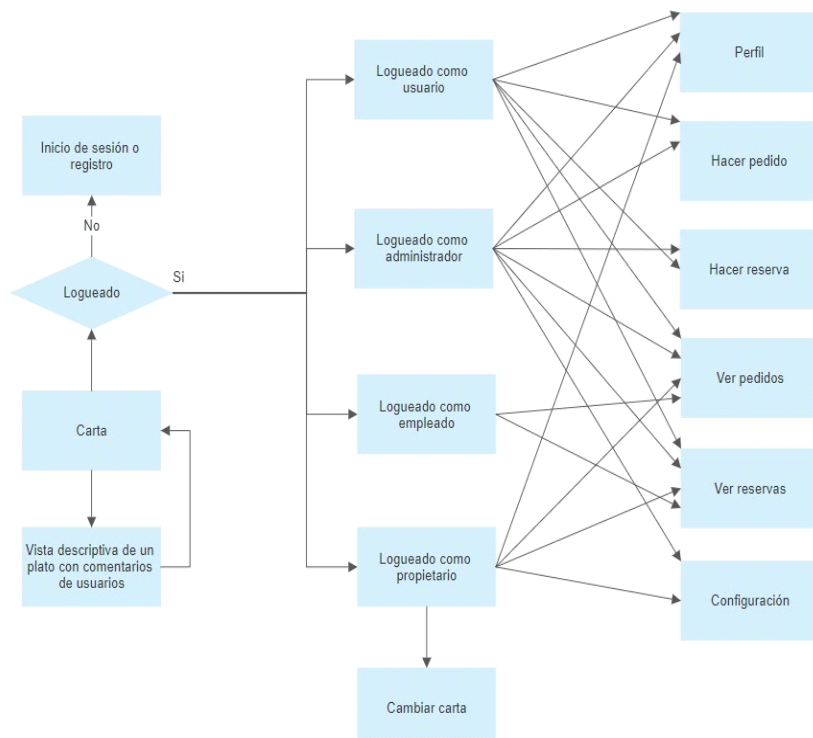 Inicio de sesión o
registro
No
Logueado
Si
Carta
Vista descriptiva de un
plato con comentarios
de usuarios
Logueado como
usuario
Logueado como
administrador
Logueado como
empleado
Logueado como
propietario
Cambiar carta
Perfil
Hacer pedido
Hacer reserva
Ver pedidos
Ver reservas
Configuración